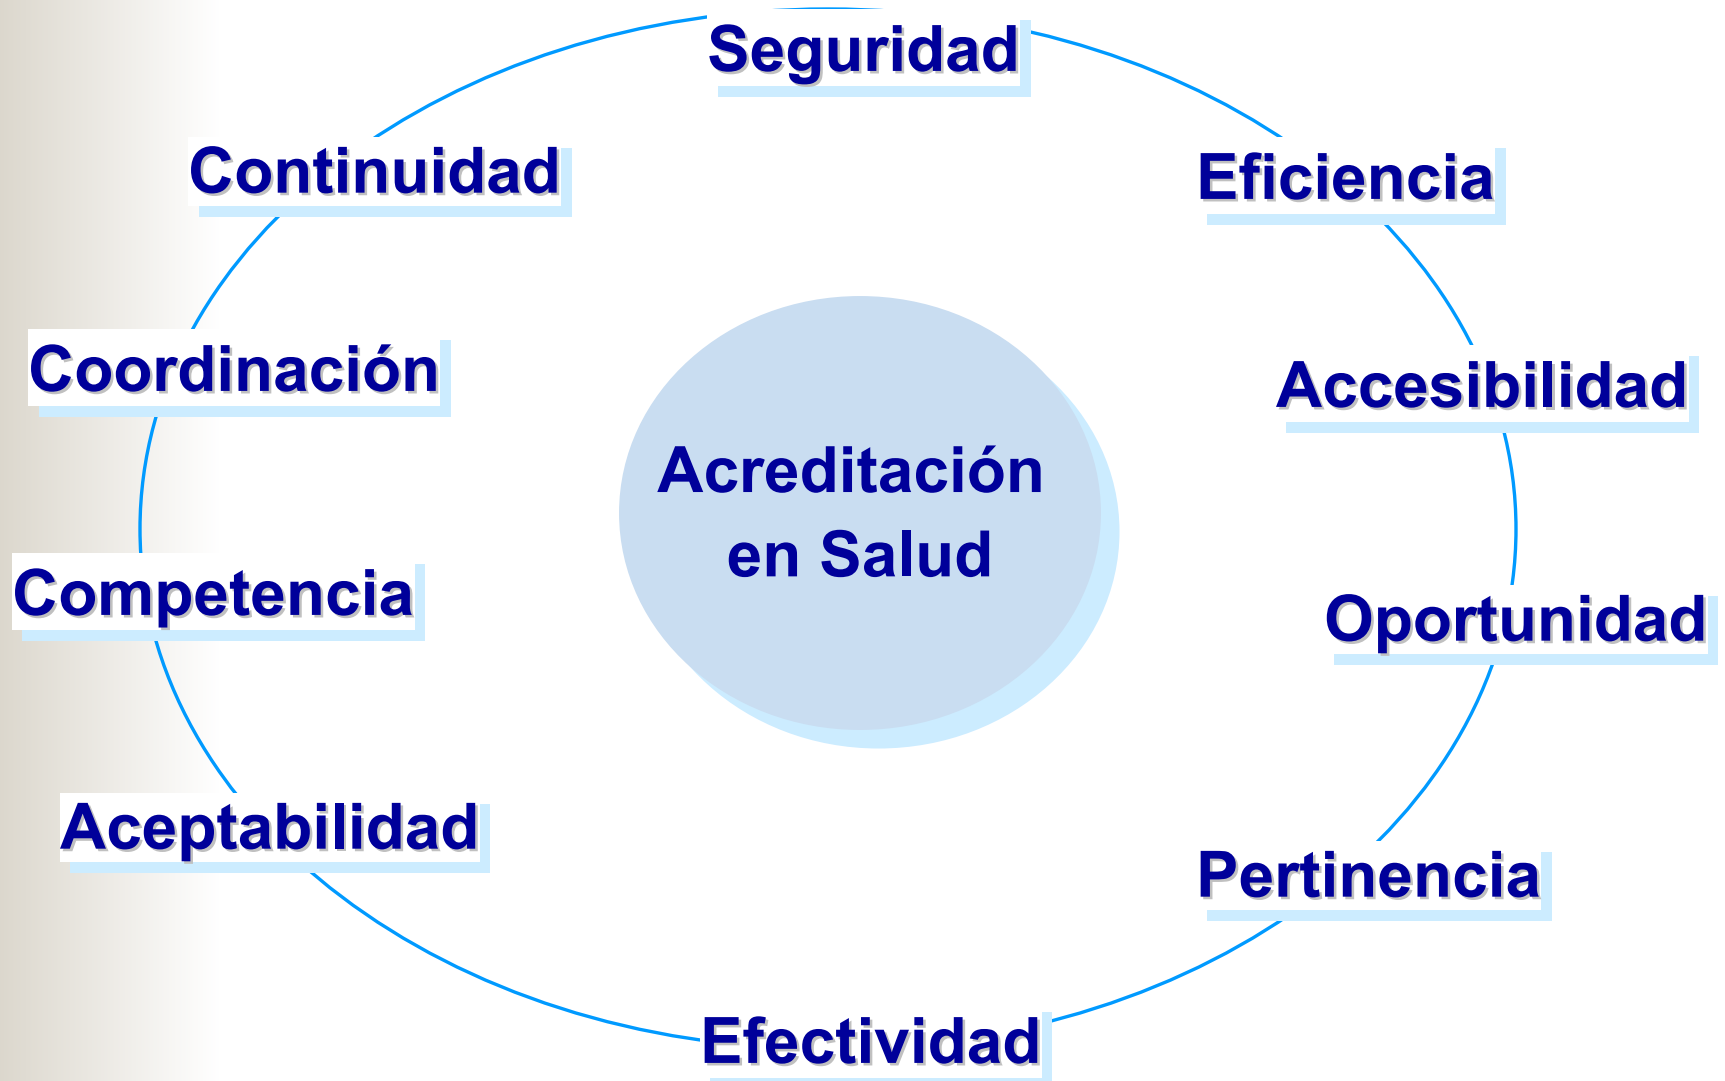 Seguridad
Continuidad
Eficiencia
Coordinación
Accesibilidad
Acreditación
en Salud
Competencia
Oportunidad
Aceptabilidad
Pertinencia
Efectividad